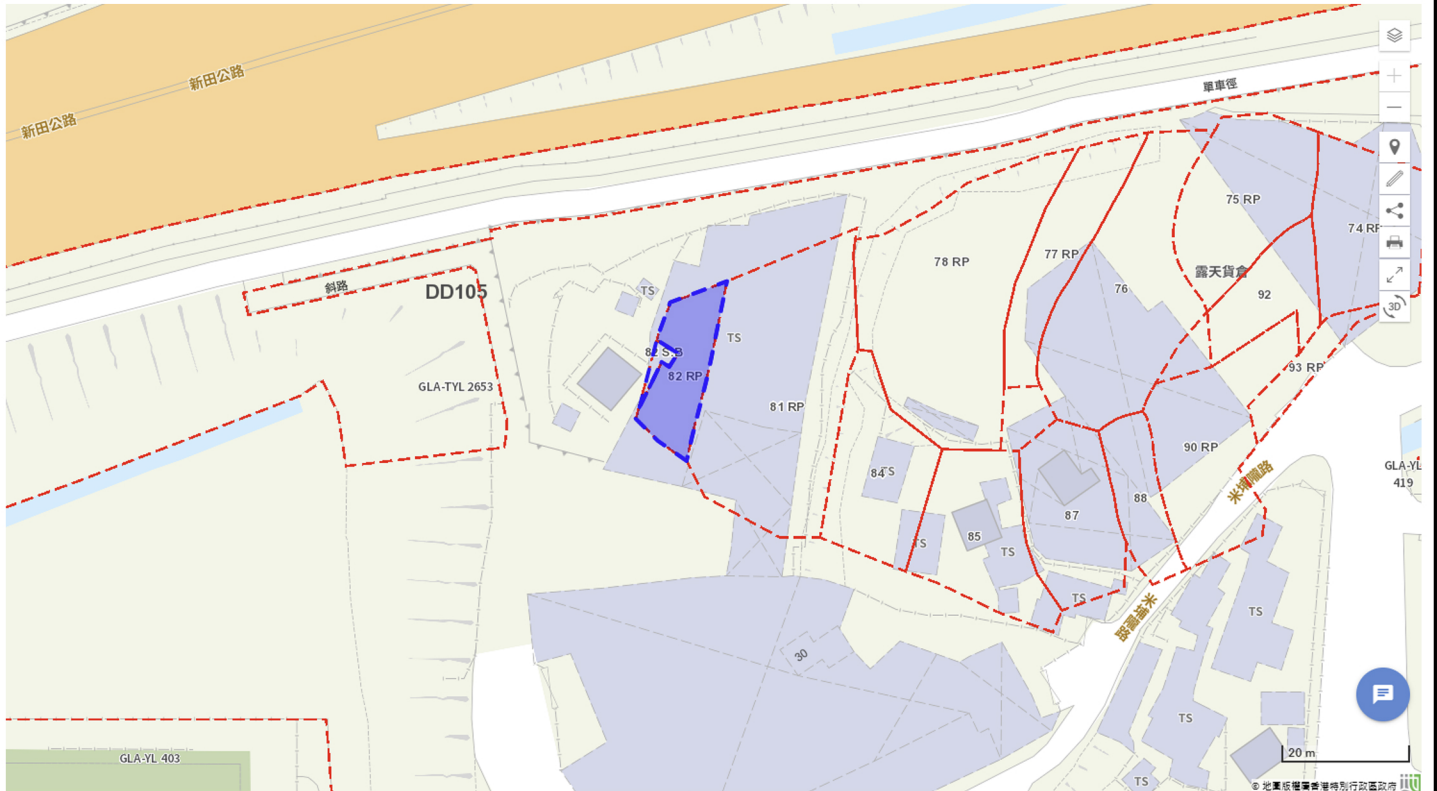 新田公路
新田公路
單車徑
75 RP
74 RP
78 RP
77 RP
露天貨倉
76
92
3D
斜路
DD105
TS
TS
82 S.B
82 RP
93 RP
GLA-TYL 2653
81 RP
84
TS
90 RP
GLA-YL
419
米埔隴路
88
87
85
TS
TS
TS
米埔隴路
TS
30
TS
GLA-YL 403
20 m
TS
© 地圖版權屬香港特別行政區政府